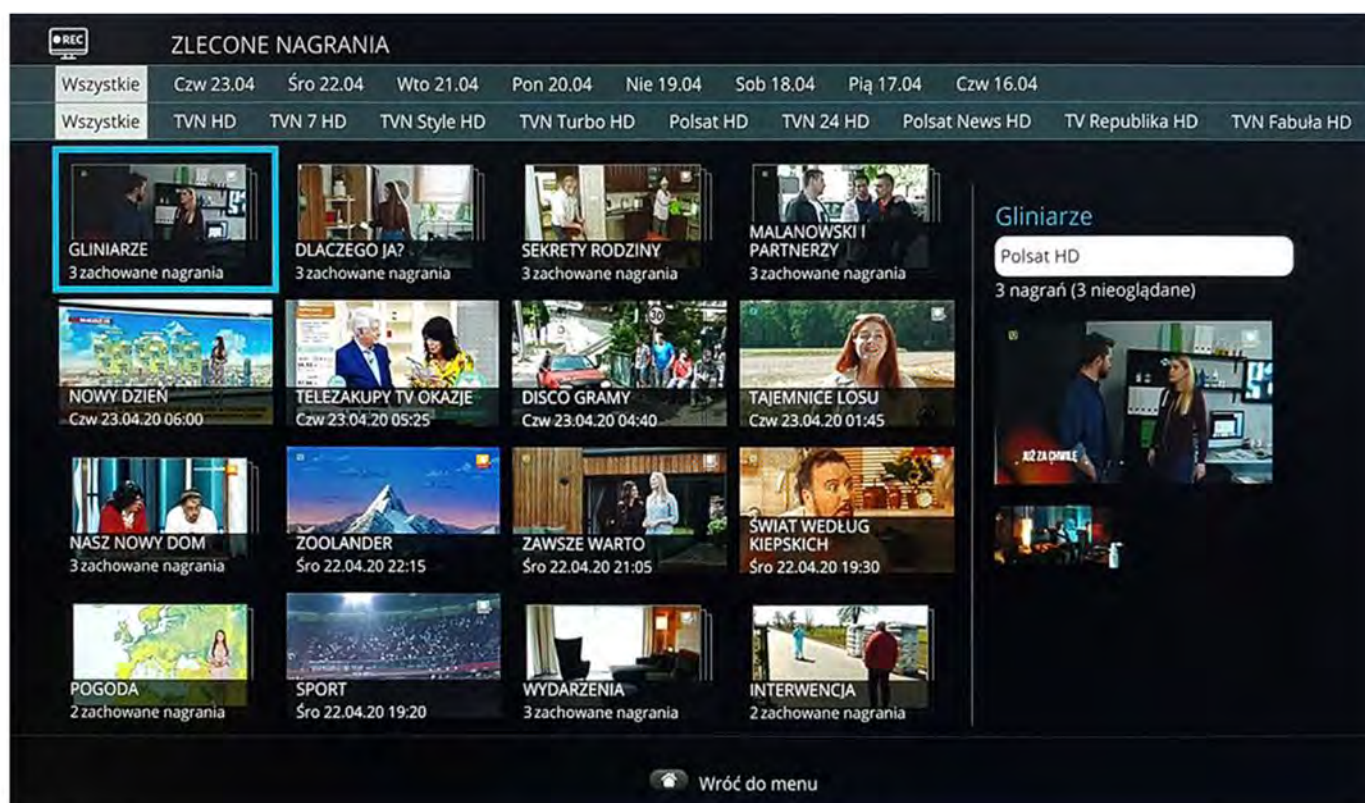 REC
ZLECONE NAGRANIA
Wszystkie Czw 23.04 Śro 22.04 Wto 21.04 Pon 20.04 Nie 19.04 Sob 18.04 Pią 17.04 Czw 16.04
Wszystkie TVN HD TVN 7 HD TVN Style HD TVN Turbo HD Polsat HD TVN 24 HD Polsat News HD TV Republika HD TVN Fabuła HD
GLINIARZE
3 zachowane nagrania
DLACZEGO JA?
3 zachowane nagrania
SEKRETY RODZINY
3 zachowane nagrania
MALANOWSKI I
PARTNERZY
3 zachowane nagrania
NOWY DZIEŃ
Czw 23.04.20 06:00
TELEZAKUPY TV OKAZJE
Czw 23.04.20 05:25
30
DISCO GRAMY
Czw 23.04.20 04:40
TAJEMNICE LOSU
Czw 23.04.20 01:45
NASZ NOWY DOM
3 zachowane nagrania
ZOOLANDER
Śro 22.04.20 22:15
ZAWSZE WARTO
Śro 22.04.20 21:05
ŚWIAT WEDŁUG
KIEPSKICH
Śro 22.04.20 19:30
POGODA
2 zachowane nagrania
SPORT
Śro 22.04.20 19:20
WYDARZENIA
3 zachowane nagrania
INTERWENCJA
2 zachowane nagrania
Gliniarze
Polsat HD
3 nagrań (3 nieoglądane)
JUŻ ZA CHWILĘ
Wróć do menu